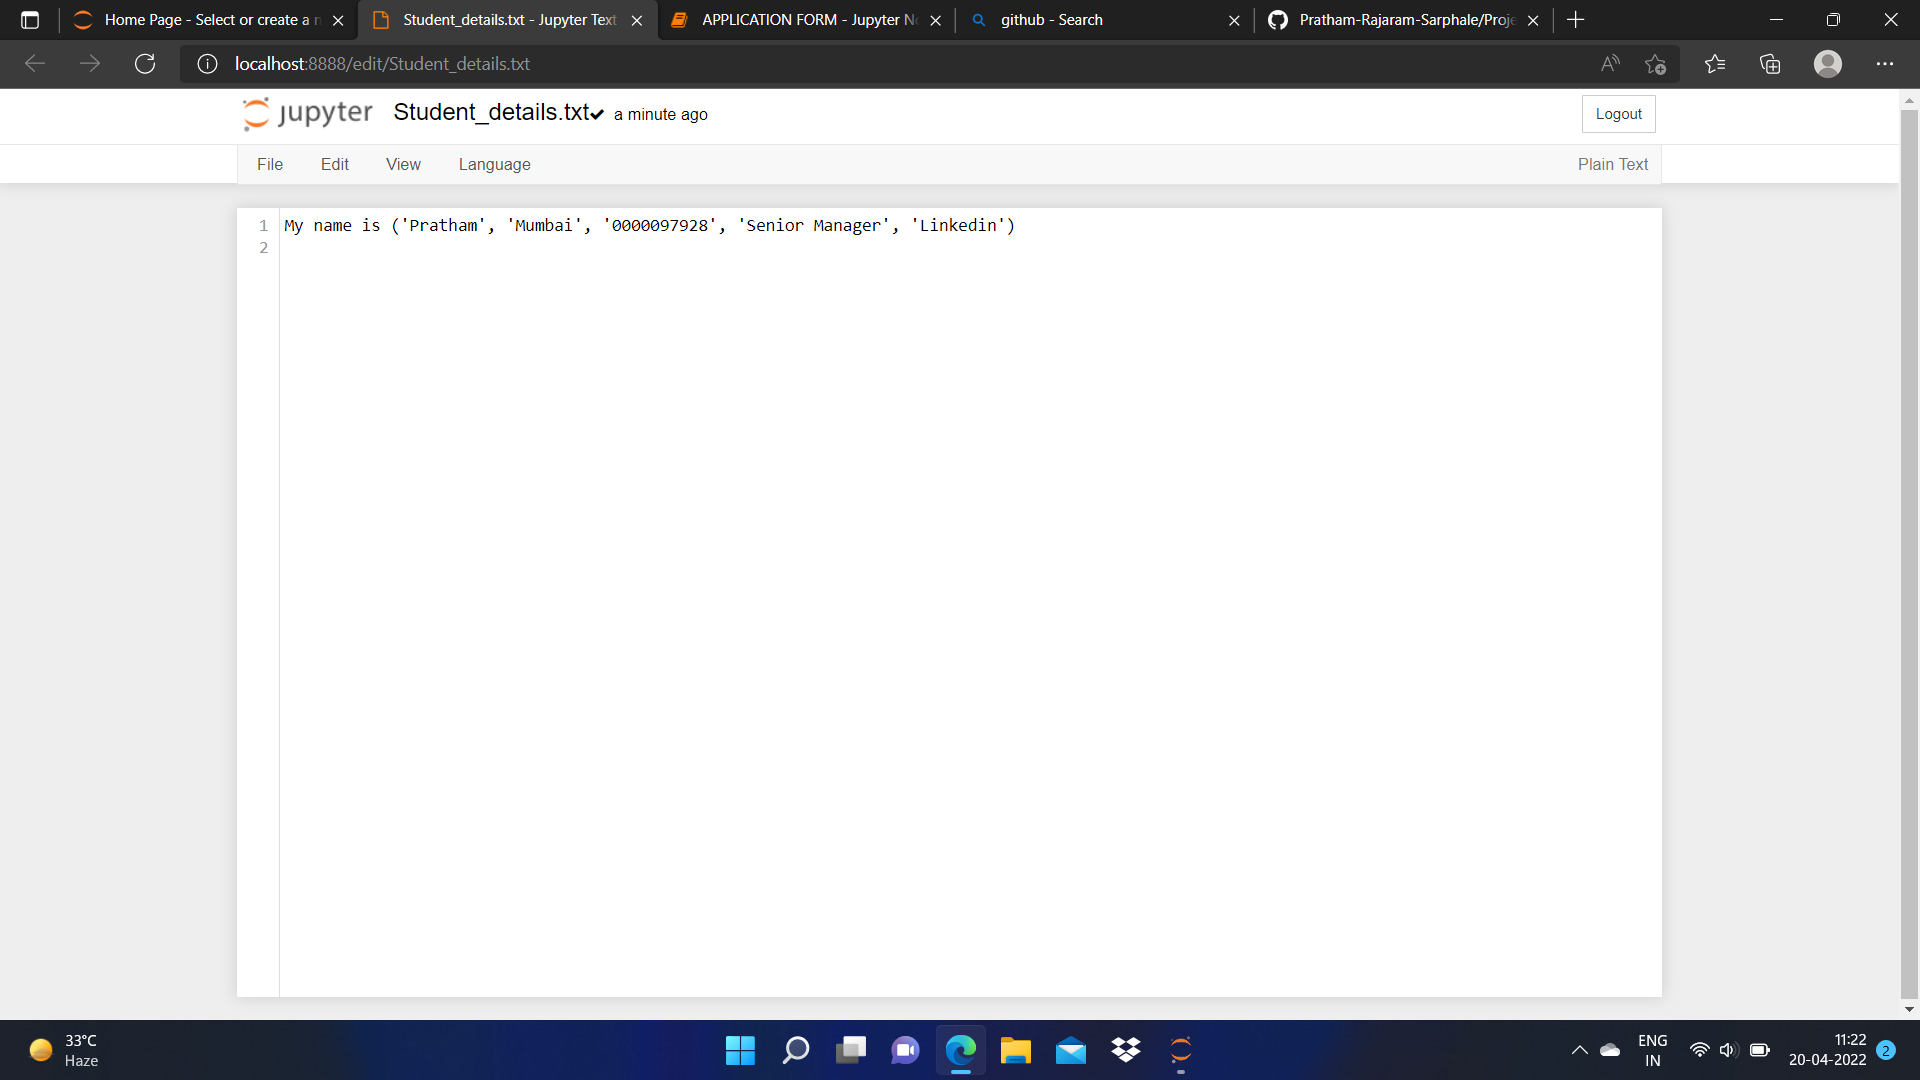 Home Page - Select or create a n
Student_details.txt - Jupyter Text
APPLICATION FORM - Jupyter No
github - Search
Pratham-Rajaram-Sarphale/Proje
localhost:8888/edit/Student_details.txt
jupyter Student_details.txt✔ a minute ago
Logout
File Edit View Language Plain Text
1 My name is ('Pratham', 'Mumbai', '0000097928', 'Senior Manager', 'Linkedin')
2
33°C
Haze
ENG
IN
11:22
20-04-2022
2